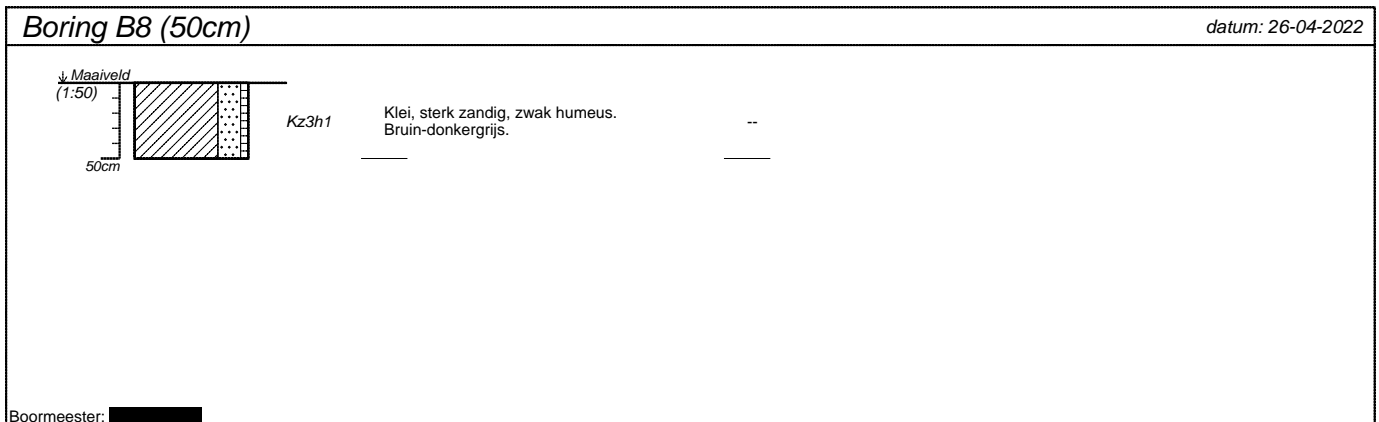 Boring B8 (50cm)
datum: 26-04-2022
Maaiveld
(1:50)
Kz3h1
Klei, sterk zandig, zwak humeus.
Bruin-donkergrijs.
--
50cm
Boormeester: